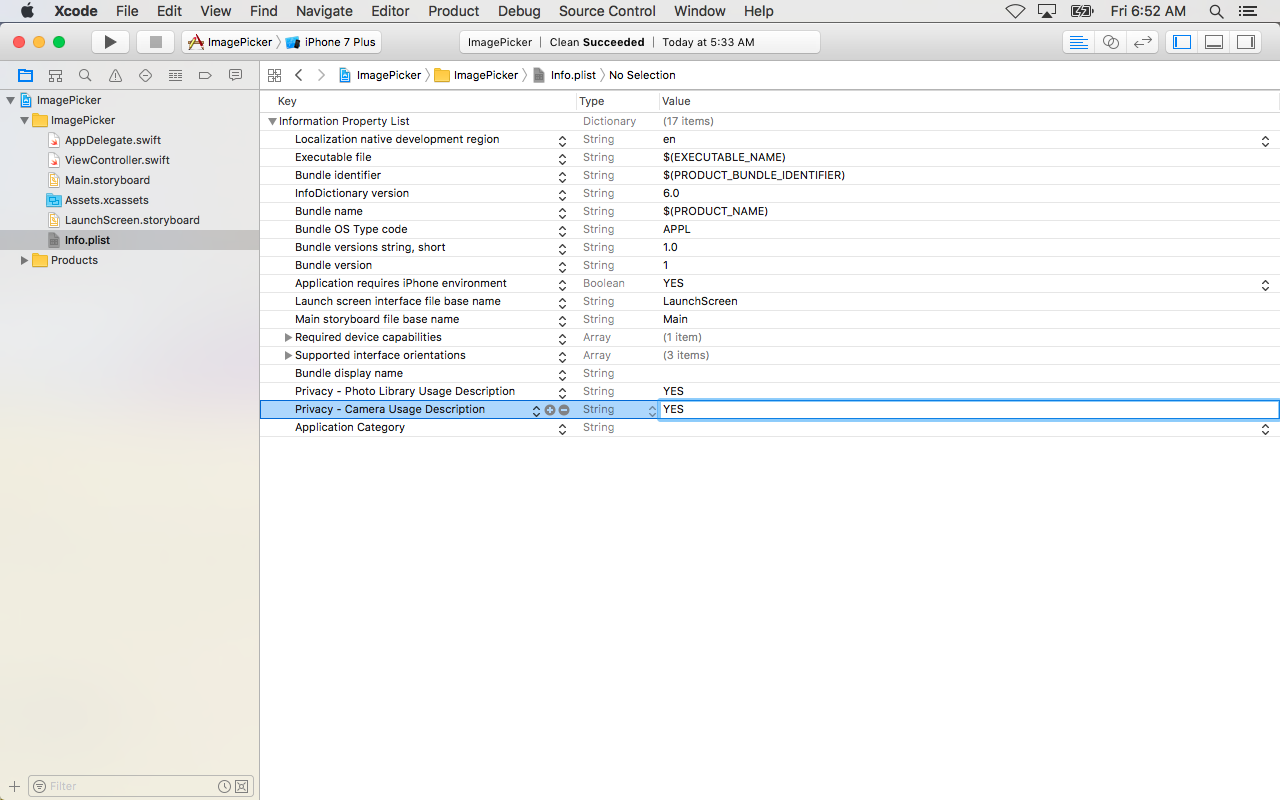 Xcode File Edit View Find Navigate Editor Product Debug Source Control Window Help Fri 6:52 AM
ImagePicker iPhone 7 Plus ImagePicker | Clean Succeeded | Today at 5:33 AM
ImagePicker ImagePicker Info.plist No Selection
ImagePicker
ImagePicker
AppDelegate.swift
ViewController.swift
Main.storyboard
Assets.xcassets
LaunchScreen.storyboard
Info.plist
Products
Filter
Key Type Value
Information Property List Dictionary (17 items)
Localization native development region String en
Executable file String $(EXECUTABLE_NAME)
Bundle identifier String $(PRODUCT_BUNDLE_IDENTIFIER)
InfoDictionary version String 6.0
Bundle name String $(PRODUCT_NAME)
Bundle OS Type code String APPL
Bundle versions string, short String 1.0
Bundle version String 1
Application requires iPhone environment Boolean YES
Launch screen interface file base name String LaunchScreen
Main storyboard file base name String Main
Required device capabilities Array (1 item)
Supported interface orientations Array (3 items)
Bundle display name String
Privacy - Photo Library Usage Description String YES
Privacy - Camera Usage Description String YES
Application Category String